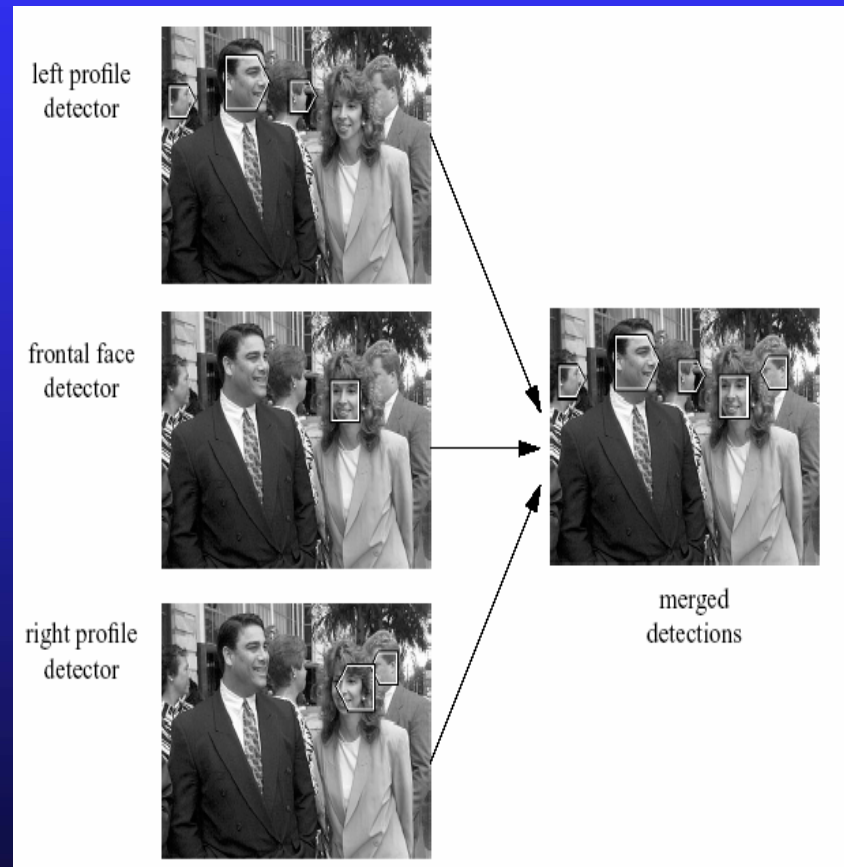 left profile
detector
frontal face
detector
right profile
detector
merged
detections